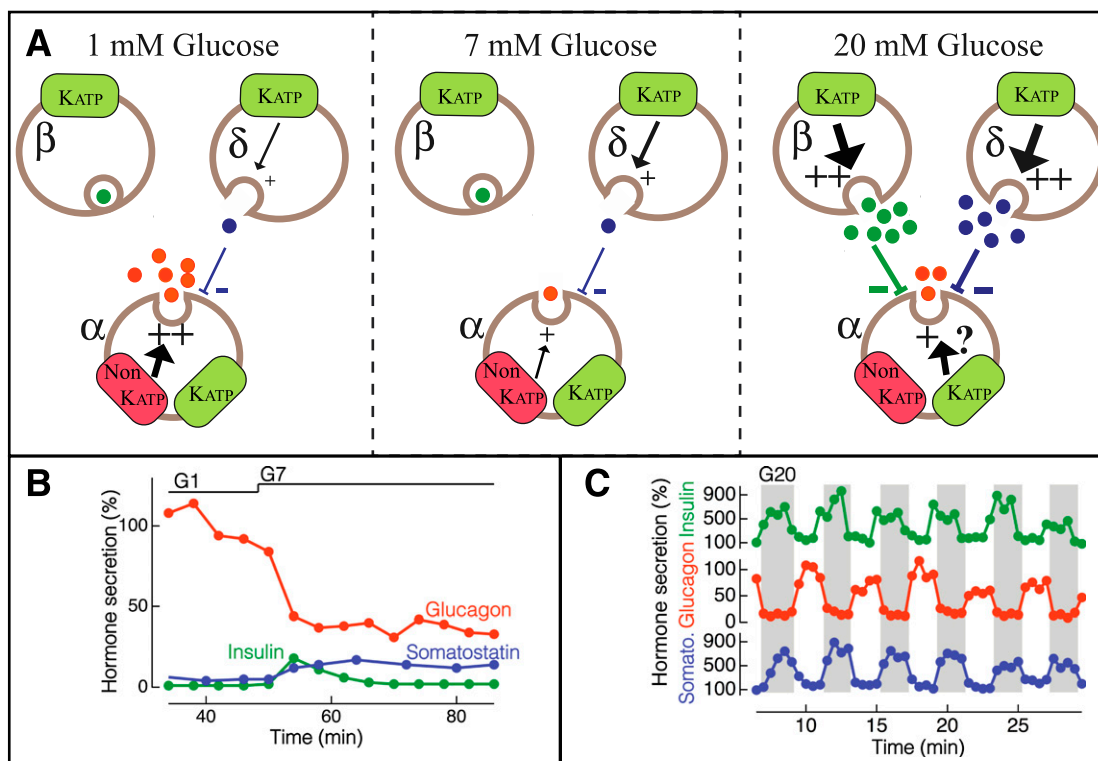 A
1 mM Glucose
7 mM Glucose
20 mM Glucose
KATP
KATP
KATP
KATP
KATP
KATP
β
δ
β
δ
β
δ
+
+
++
++
-
-
-
-
α
++
α
+
α
+
?
Non
KATP
KATP
Non
KATP
KATP
Non
KATP
KATP
B
G1
G7
Hormone secretion (%)
100
50
0
Glucagon
Insulin
Somatostatin
40
60
80
Time (min)
C
G20
Hormone secretion (%)
Somato. Glucagon Insulin
900
500
100
100
50
0
900
500
100
10
15
20
25
Time (min)